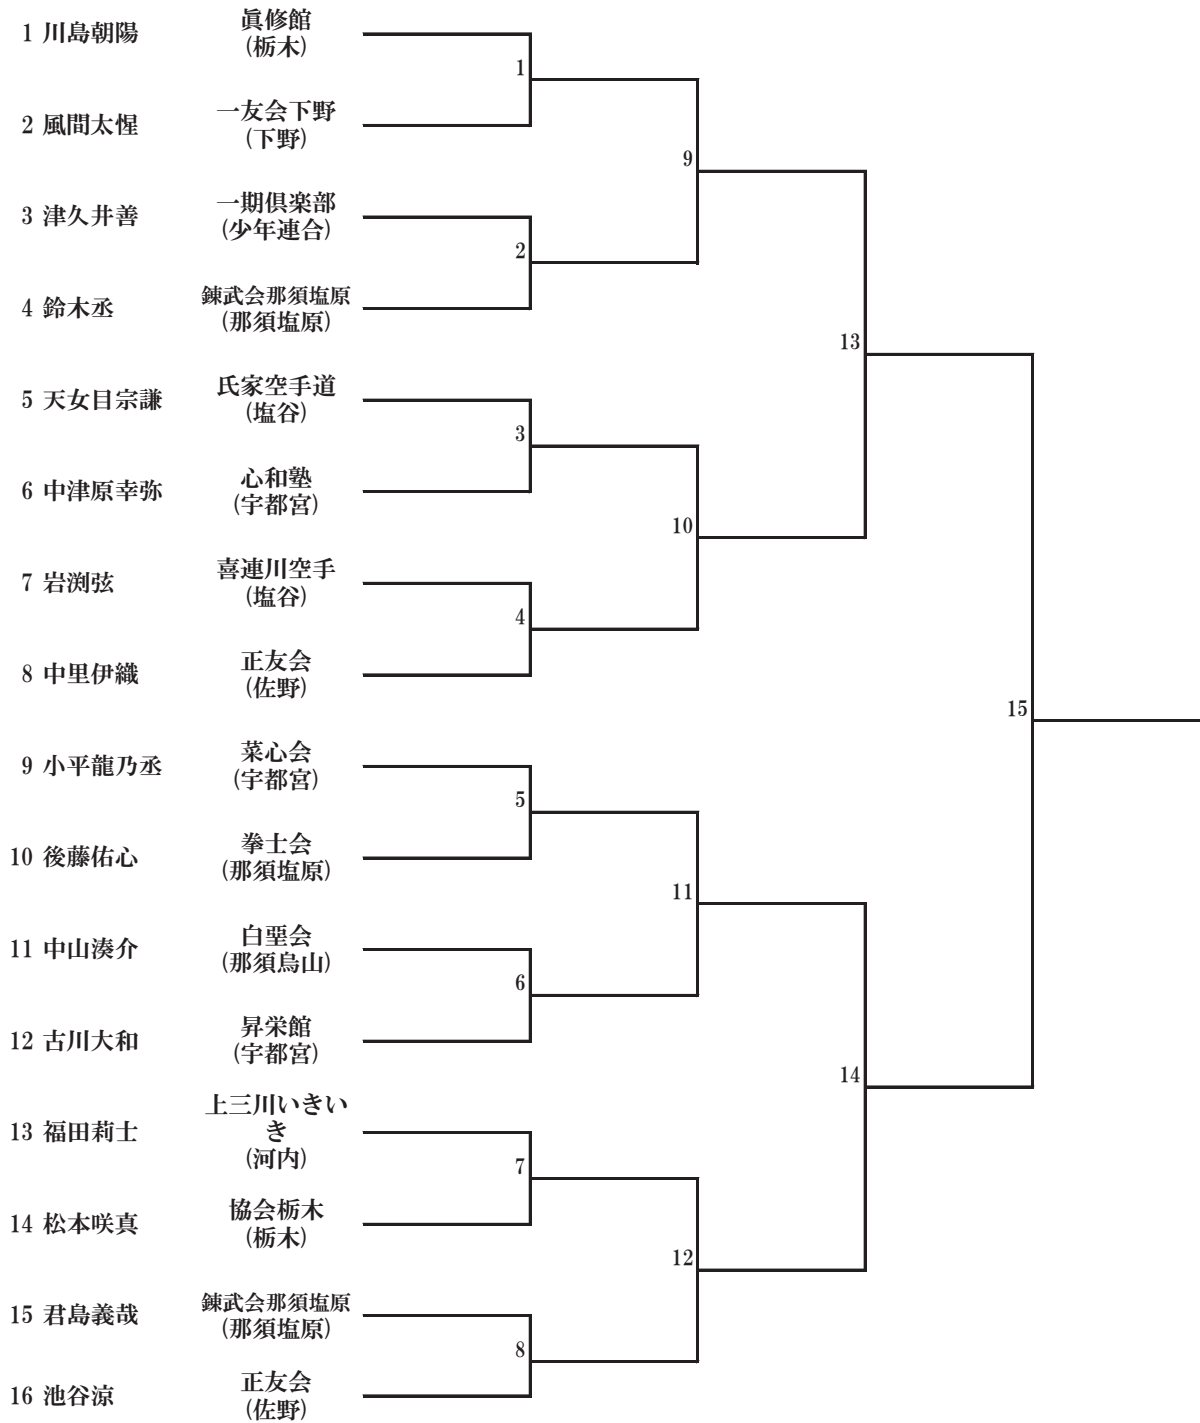 1 川島朝陽 眞修館
(栃木)
1
2 風間太惺 一友会下野
(下野)
9
3 津久井善 一期倶楽部
(少年連合)
2
4 鈴木丞 錬武会那須塩原
(那須塩原)
13
5 天女目宗謙 氏家空手道
(塩谷)
3
6 中津原幸弥 心和塾
(宇都宮)
10
7 岩渕弦 喜連川空手
(塩谷)
4
8 中里伊織 正友会
(佐野)
15
9 小平龍乃丞 菜心会
(宇都宮)
5
10 後藤佑心 拳士会
(那須塩原)
11
11 中山湊介 白堊会
(那須烏山)
6
12 古川大和 昇栄館
(宇都宮)
14
13 福田莉士 上三川いきい
き
(河内)
7
14 松本咲真 協会栃木
(栃木)
12
15 君島義哉 錬武会那須塩原
(那須塩原)
8
16 池谷涼 正友会
(佐野)